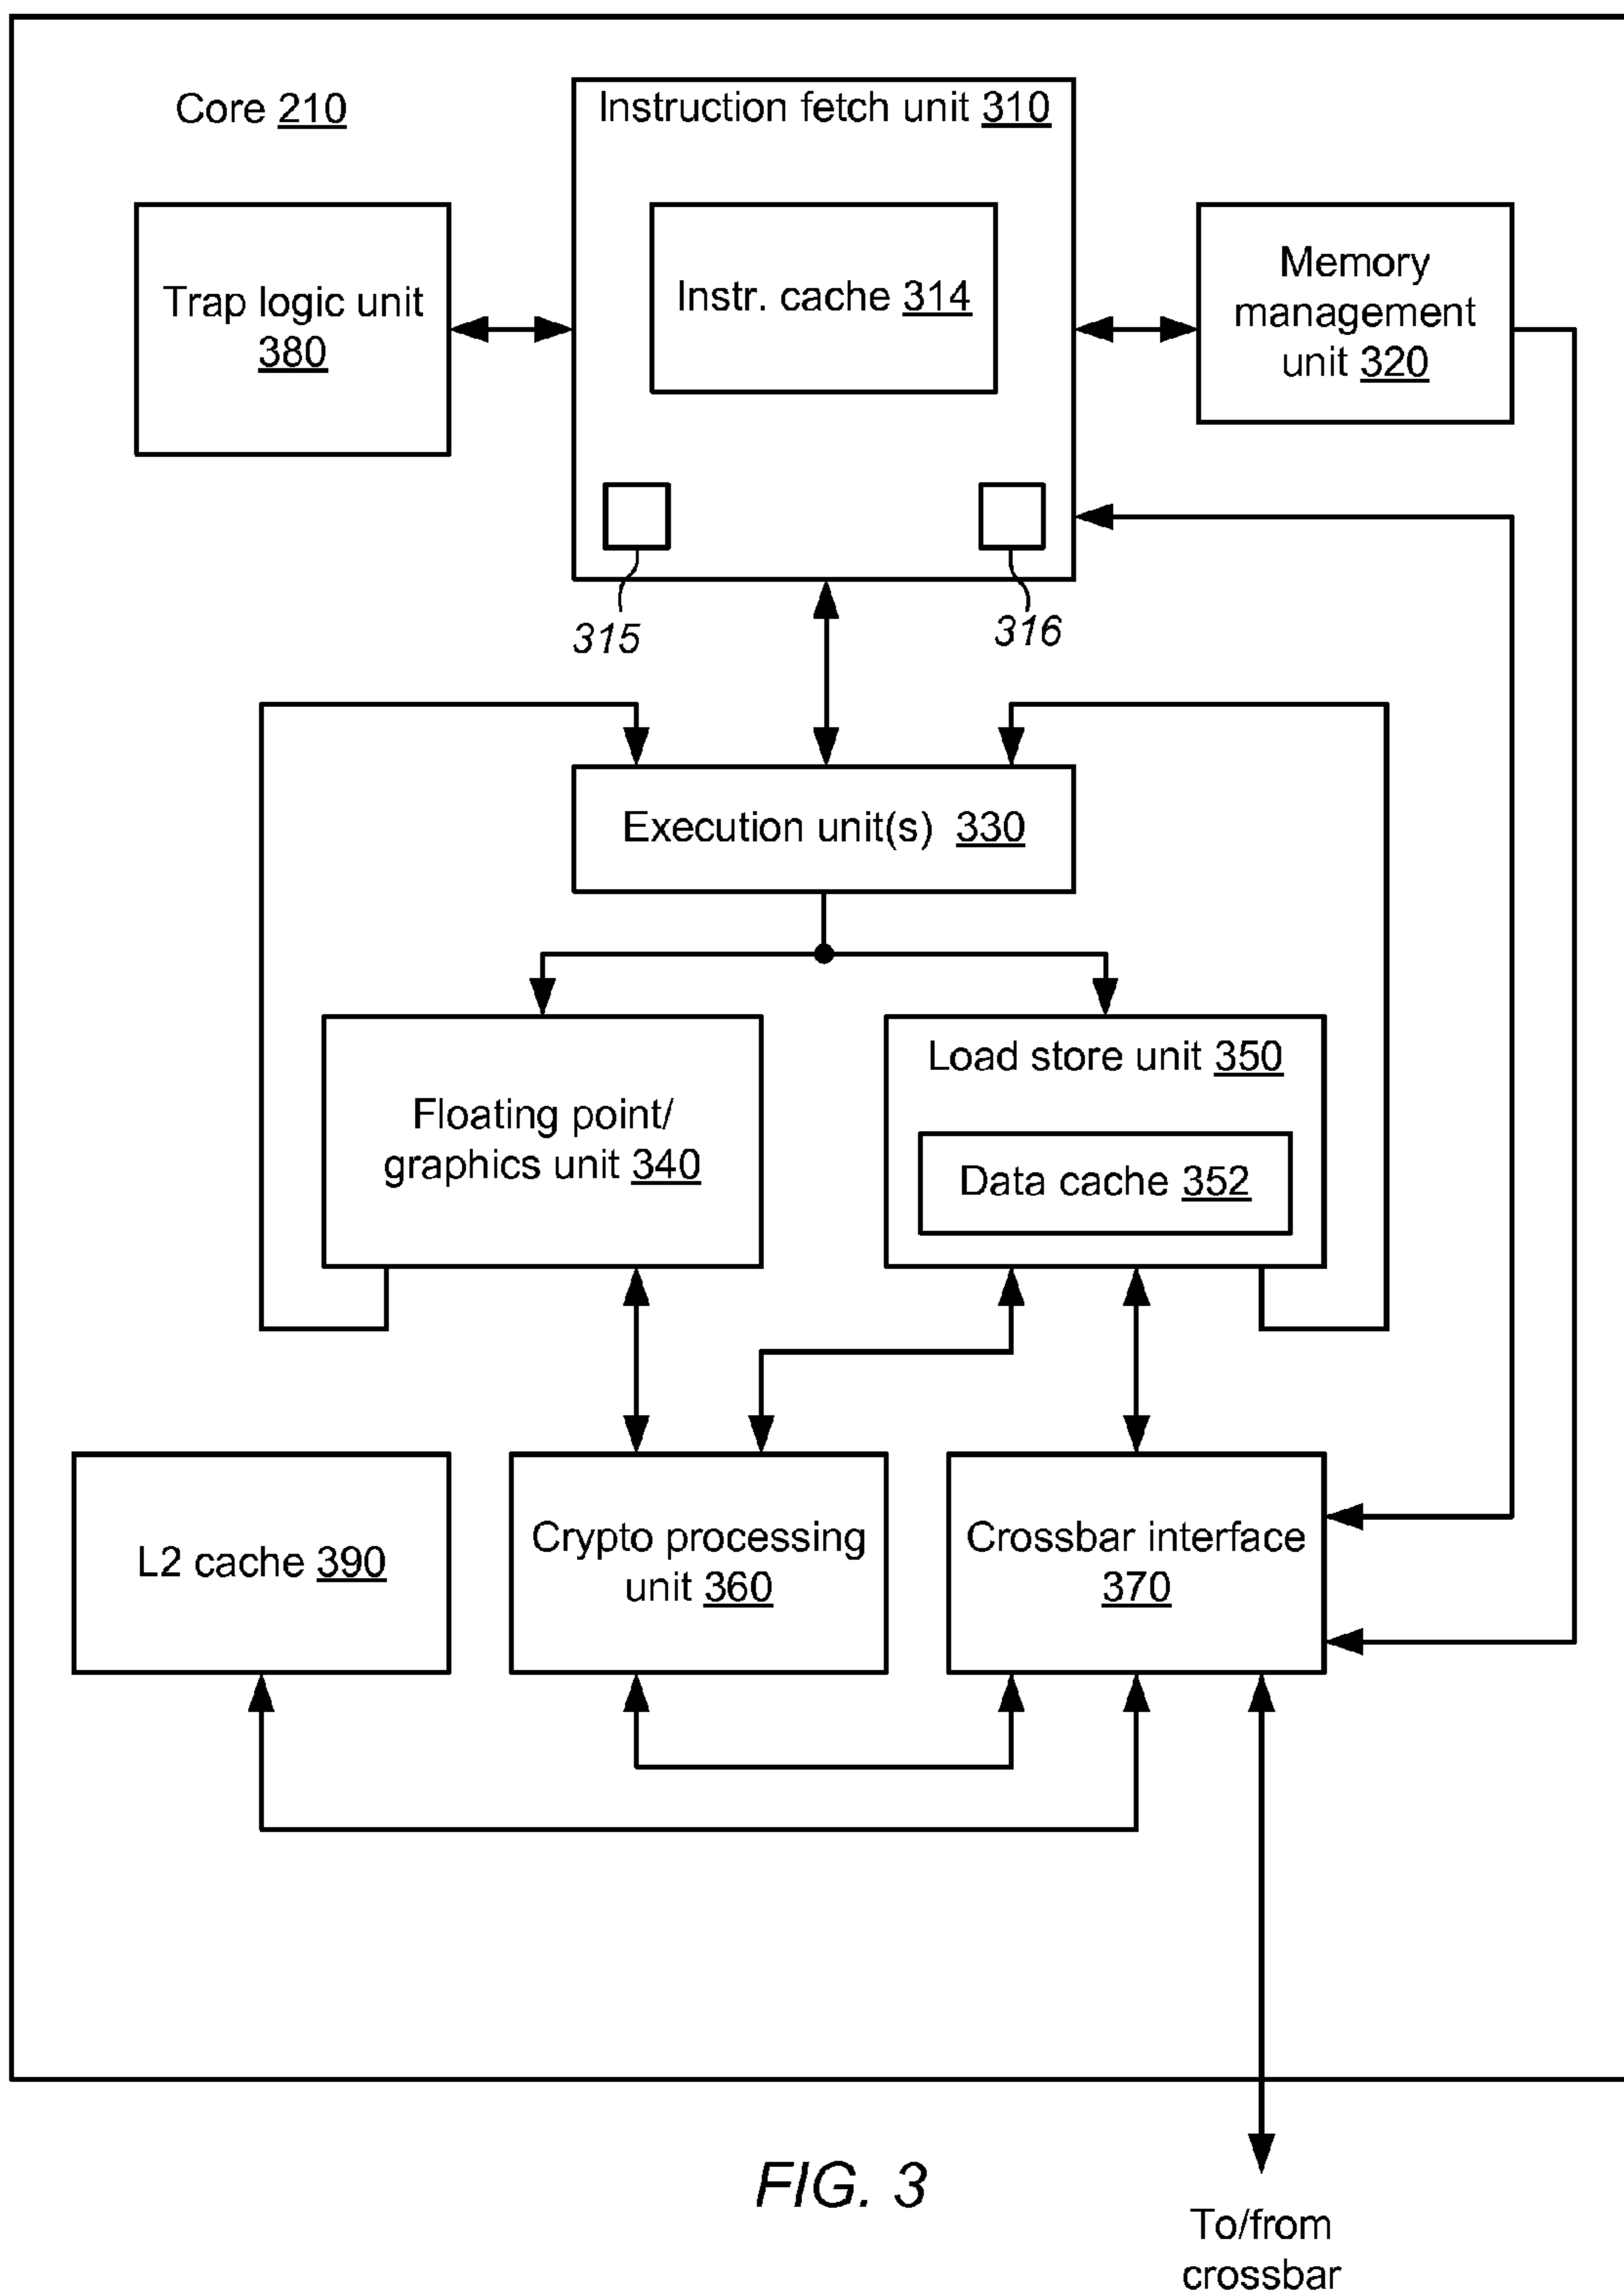 Core 210
Instruction fetch unit 310
Instr. cache 314
Trap logic unit
380
Memory
management
unit 320
315
316
Execution unit(s) 330
Floating point/
graphics unit 340
Load store unit 350
Data cache 352
L2 cache 390
Crypto processing
unit 360
Crossbar interface
370
FIG. 3
To/from
crossbar